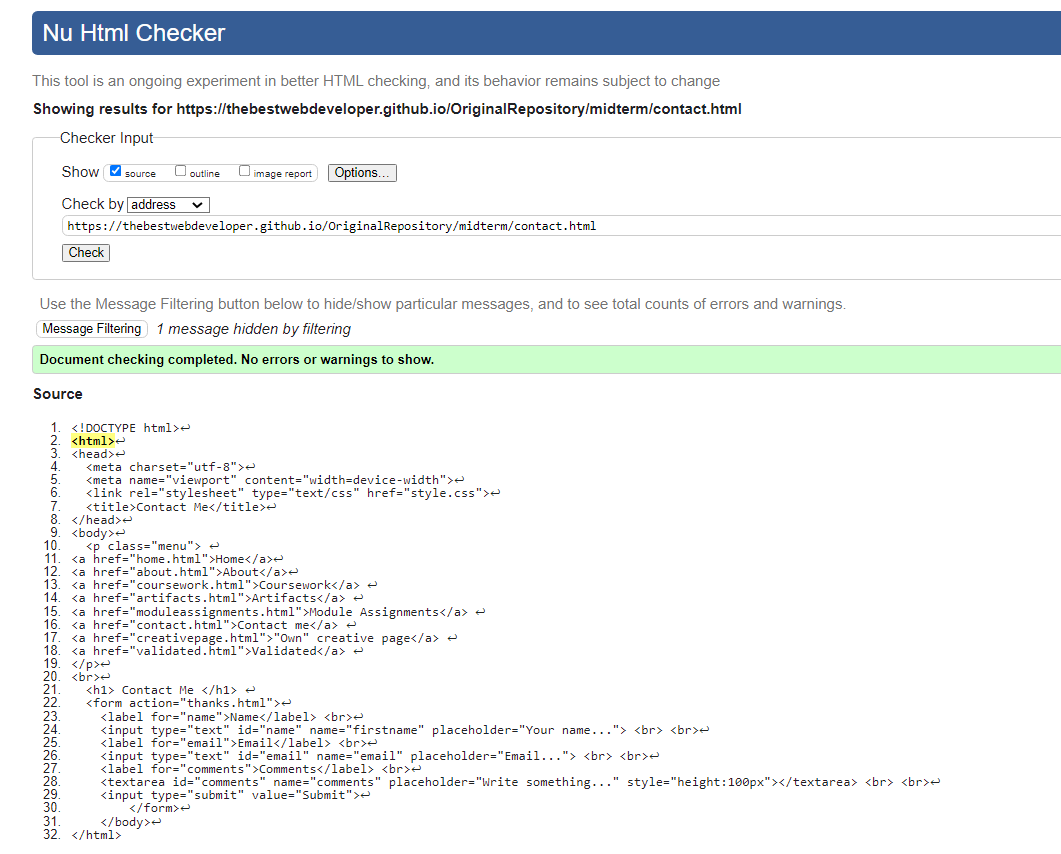 Nu Html Checker
This tool is an ongoing experiment in better HTML checking, and its behavior remains subject to change
Showing results for https://thebestwebdeveloper.github.io/OriginalRepository/midterm/contact.html
Checker Input
Show source outline image report Options...
Check by address
https://thebestwebdeveloper.github.io/OriginalRepository/midterm/contact.html
Check
Use the Message Filtering button below to hide/show particular messages, and to see total counts of errors and warnings.
Message Filtering 1 message hidden by filtering
Document checking completed. No errors or warnings to show.
Source
1. <!DOCTYPE html>↩
2. <html>↩
3. <head>↩
4.   <meta charset="utf-8">↩
5.   <meta name="viewport" content="width=device-width">↩
6.   <link rel="stylesheet" type="text/css" href="style.css">↩
7.   <title>Contact Me</title>↩
8. </head>↩
9. <body>↩
10.   <p class="menu"> ↩
11. <a href="home.html">Home</a>↩
12. <a href="about.html">About</a>↩
13. <a href="coursework.html">Coursework</a> ↩
14. <a href="artifacts.html">Artifacts</a> ↩
15. <a href="moduleassignments.html">Module Assignments</a> ↩
16. <a href="contact.html">Contact me</a> ↩
17. <a href="creativepage.html">"Own" creative page</a> ↩
18. <a href="validated.html">Validated</a> ↩
19. </p>↩
20. <br>↩
21.   <h1> Contact Me </h1> ↩
22.   <form action="thanks.html">↩
23.     <label for="name">Name</label> <br>↩
24.     <input type="text" id="name" name="firstname" placeholder="Your name..."> <br> <br>↩
25.     <label for="email">Email</label> <br>↩
26.     <input type="text" id="email" name="email" placeholder="Email..."> <br> <br>↩
27.     <label for="comments">Comments</label> <br>↩
28.     <textarea id="comments" name="comments" placeholder="Write something..." style="height:100px"></textarea> <br> <br>↩
29.     <input type="submit" value="Submit">↩
30.         </form>↩
31.     </body>↩
32. </html>